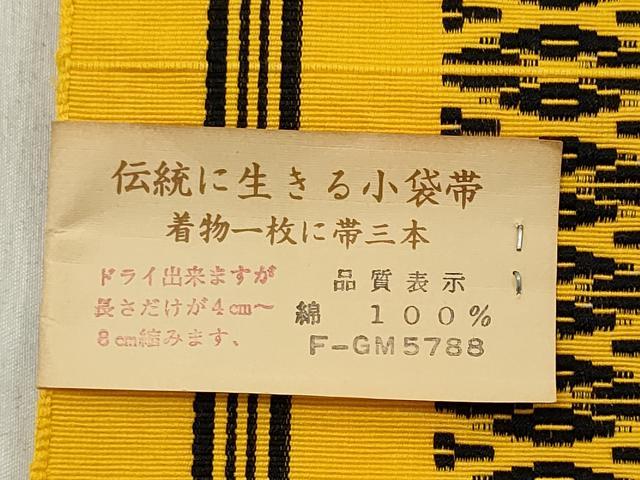 伝統に生きる小袋帯
着物一枚に帯三本
ドライ出来ますが
長さだけが4cm〜
8cm縮みます、
品質表示
綿 100%
F-GM5788